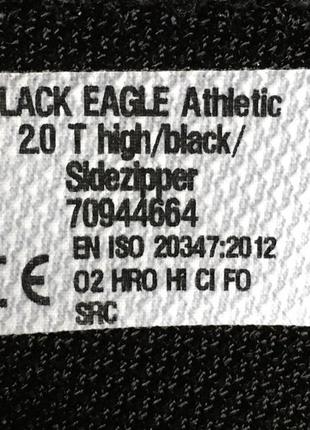 LACK EAGLE Athletic
2.0 T high/black/
Sidezipper
70944664
EN ISO 20347:2012
CE O2 HRO HI CI FO
SRC